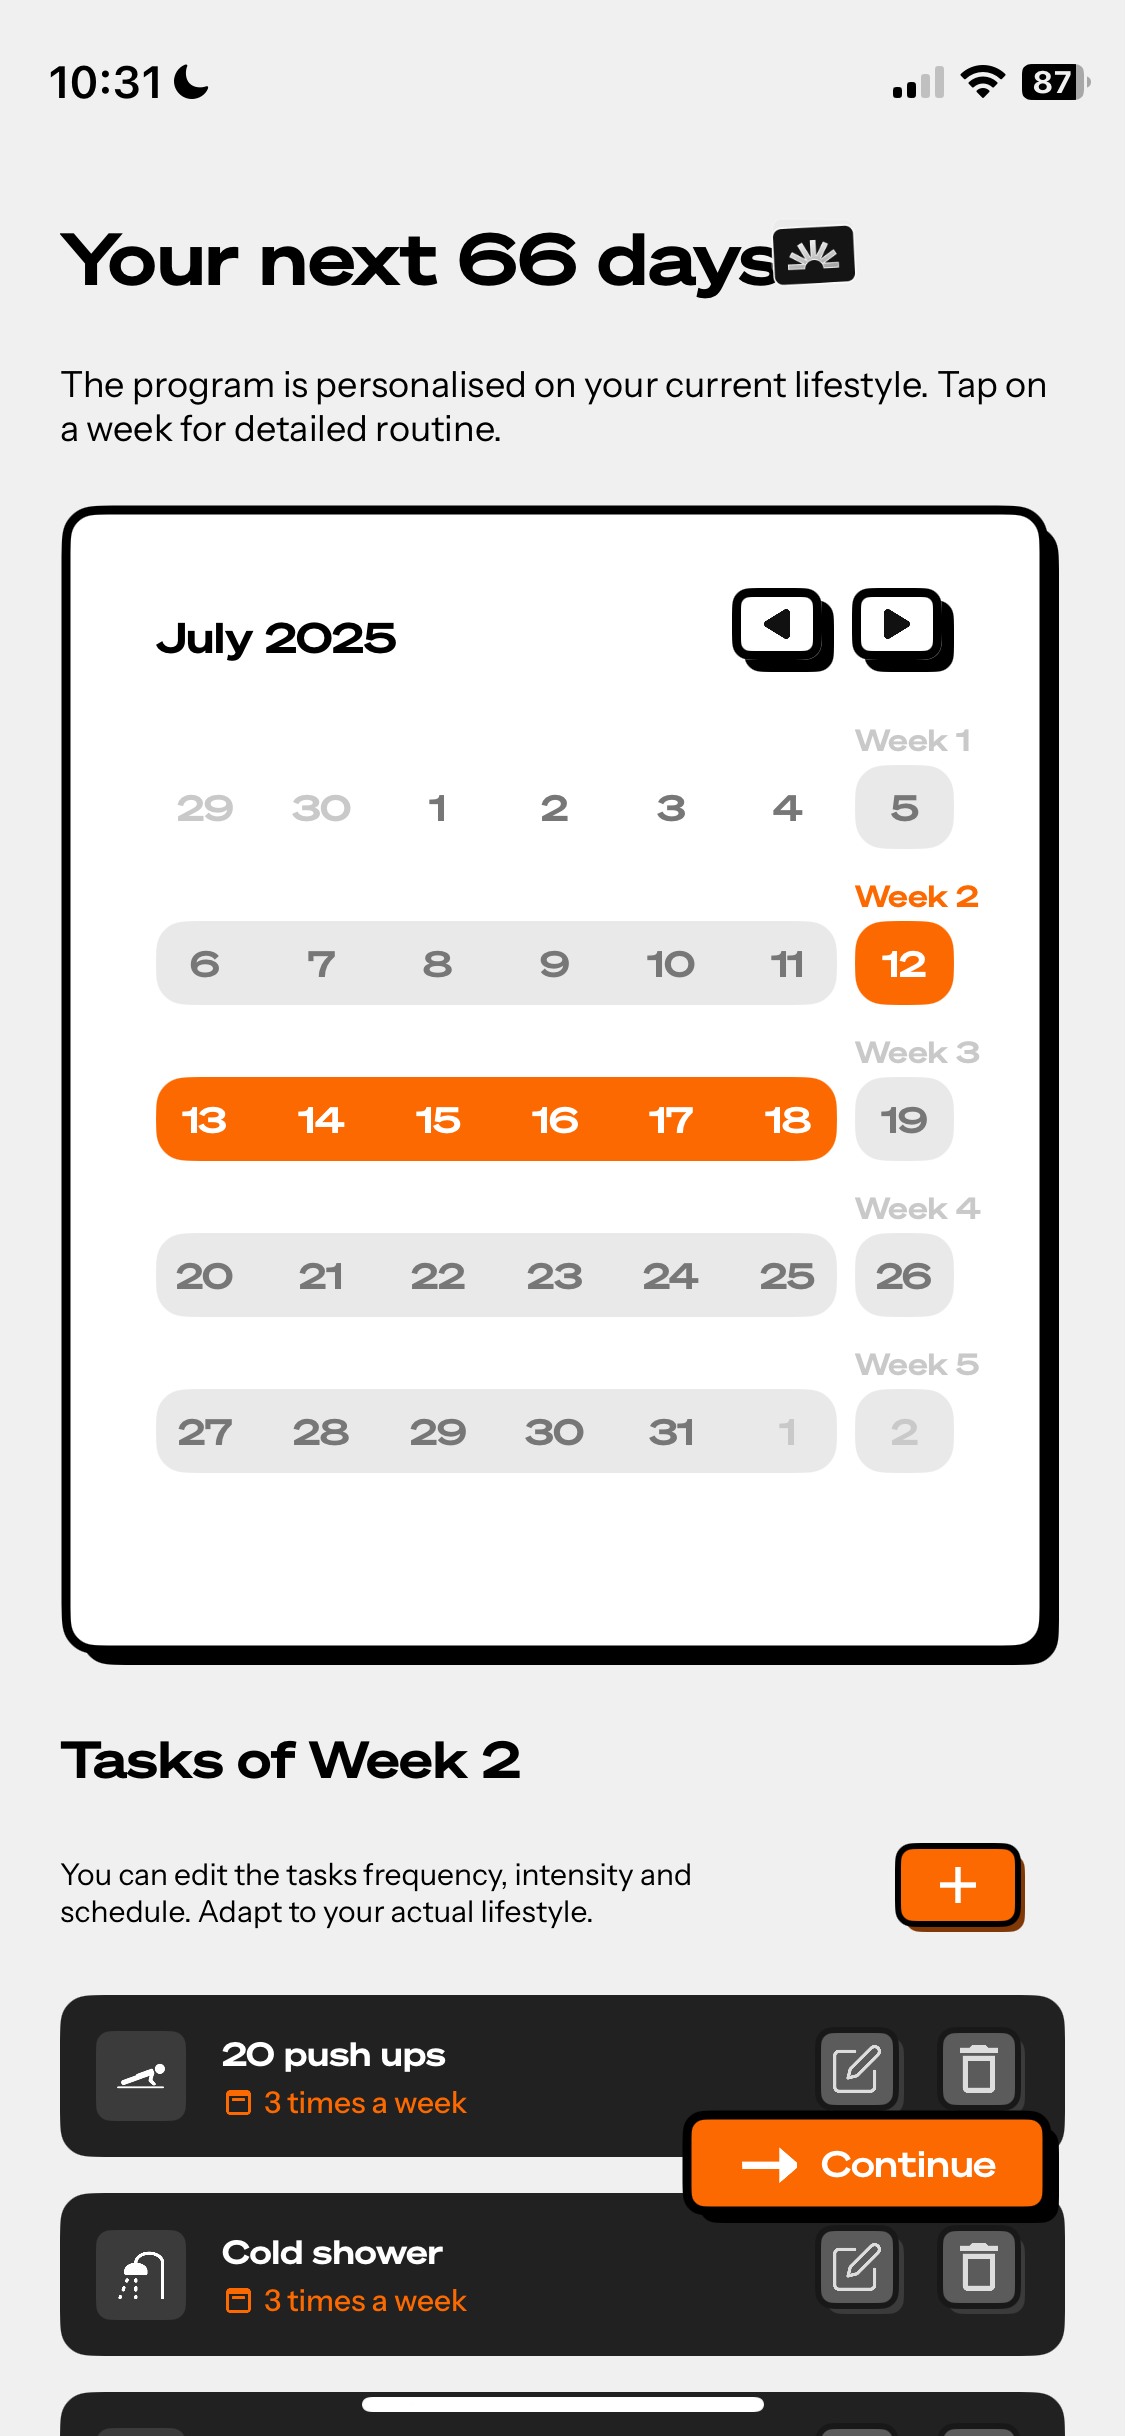 10:31
87
Your next 66 days
The program is personalised on your current lifestyle. Tap on
a week for detailed routine.
July 2025
Week 1
29 30 1 2 3 4 5
Week 2
6 7 8 9 10 11 12
Week 3
13 14 15 16 17 18 19
Week 4
20 21 22 23 24 25 26
Week 5
27 28 29 30 31 1 2
Tasks of Week 2
You can edit the tasks frequency, intensity and
schedule. Adapt to your actual lifestyle.
20 push ups
3 times a week
Continue
Cold shower
3 times a week